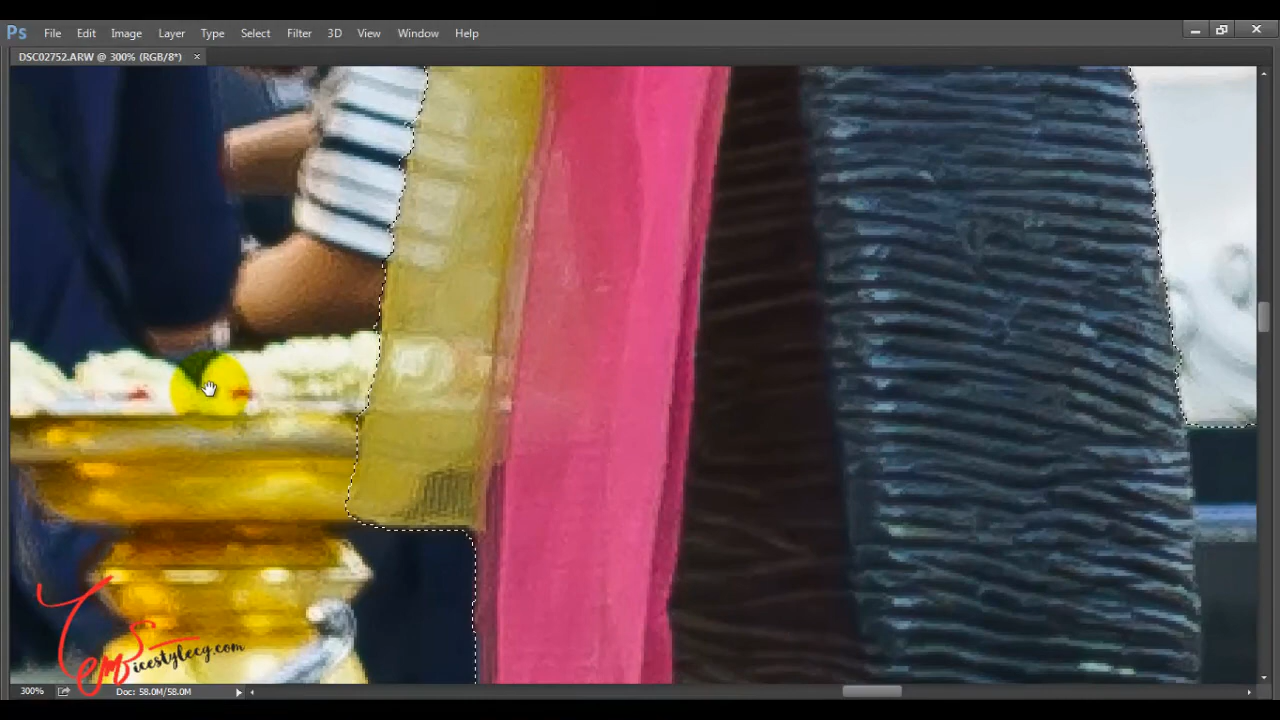 Ps File Edit Image Layer Type Select Filter 3D View Window Help
DSC02752.ARW @ 300% (RGB/8*) ×
icestylecg.com
300% Doc: 58.0M/58.0M